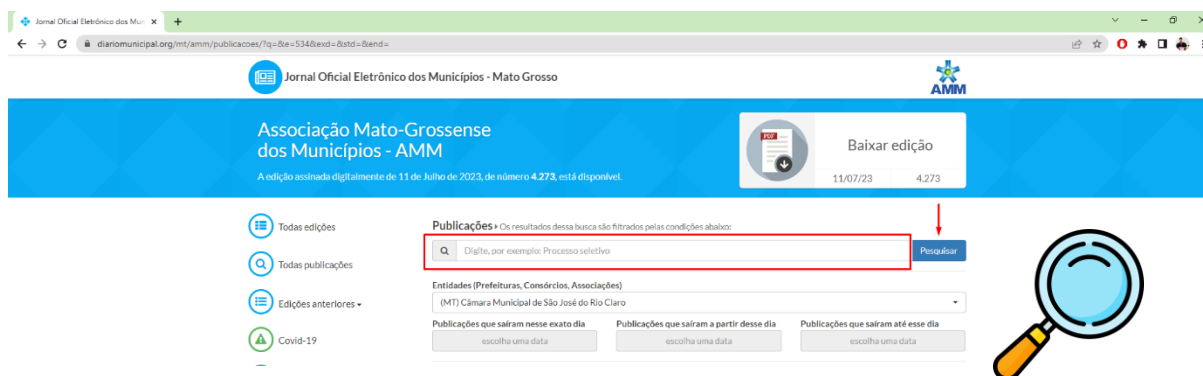 Jornal Oficial Eletrônico dos Mun
diariomunicipal.org/mt/amm/publicacoes/?q=&e=534&exd=&std=&end=
Jornal Oficial Eletrônico dos Municípios - Mato Grosso
AMM
Associação Mato-Grossense
dos Municípios - AMM
A edição assinada digitalmente de 11 de Julho de 2023, de número 4.273, está disponível.
PDF
Baixar edição
11/07/23 4.273
Todas edições
Todas publicações
Edições anteriores
Covid-19
Publicações Os resultados dessa busca são filtrados pelas condições abaixo:
Digite, por exemplo: Processo seletivo
Pesquisar
Entidades (Prefeituras, Consórcios, Associações)
(MT) Câmara Municipal de São José do Rio Claro
Publicações que saíram nesse exato dia Publicações que saíram a partir desse dia Publicações que saíram até esse dia
escolha uma data escolha uma data escolha uma data